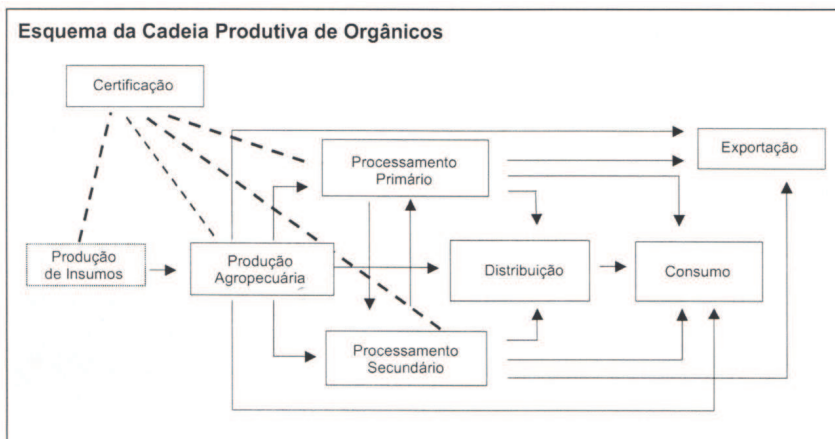 Esquema da Cadeia Produtiva de Orgânicos
Certificação
Exportação
Processamento
Primário
Produção
de Insumos
Produção
Agropecuária
Distribuição
Consumo
Processamento
Secundário